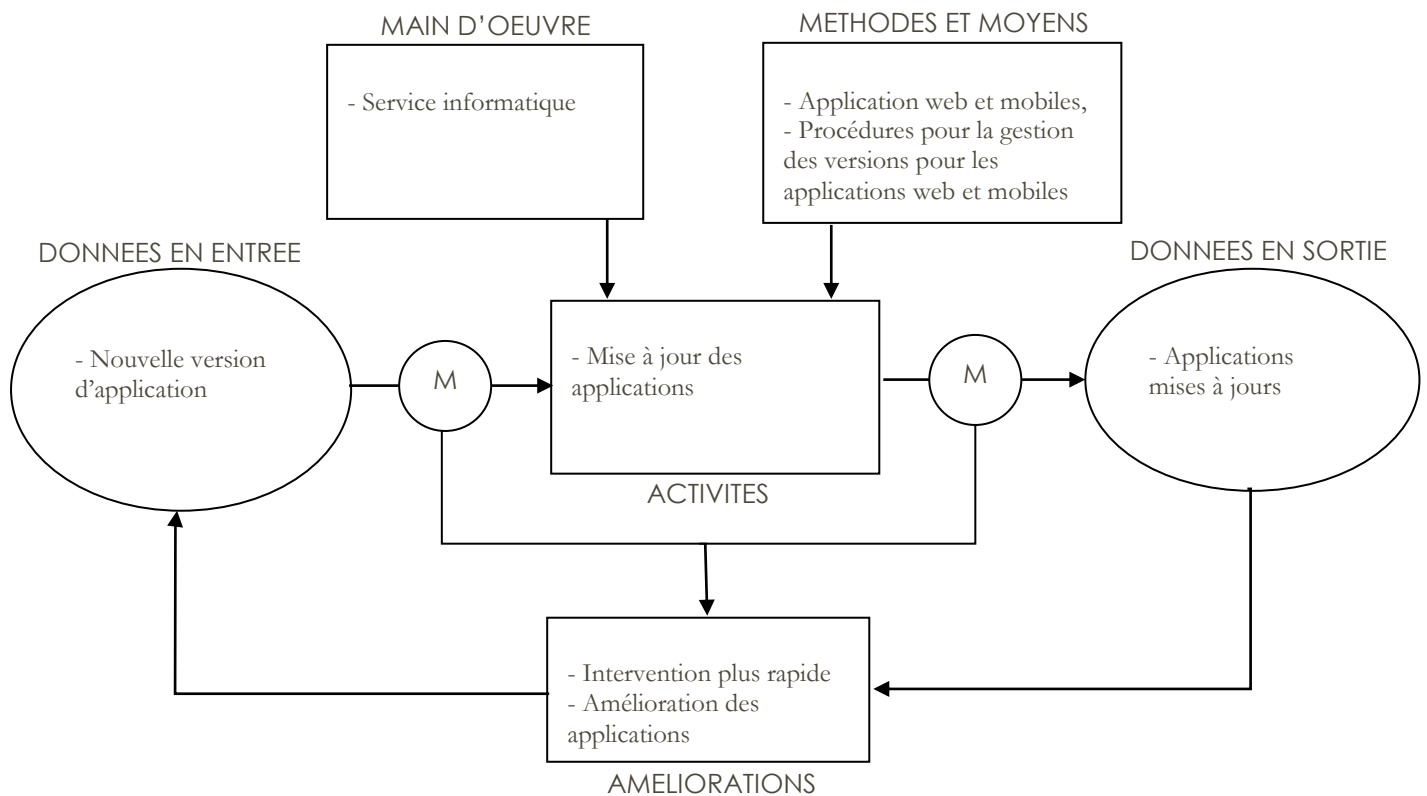 MAIN D'OEUVRE
- Service informatique
METHODES ET MOYENS
- Application web et mobiles,
- Procédures pour la gestion
des versions pour les
applications web et mobiles
DONNEES EN ENTREE
- Nouvelle version
d'application
M
- Mise à jour des
applications
ACTIVITES
M
DONNEES EN SORTIE
- Applications
mises à jours
- Intervention plus rapide
- Amélioration des
applications
AMELIORATIONS